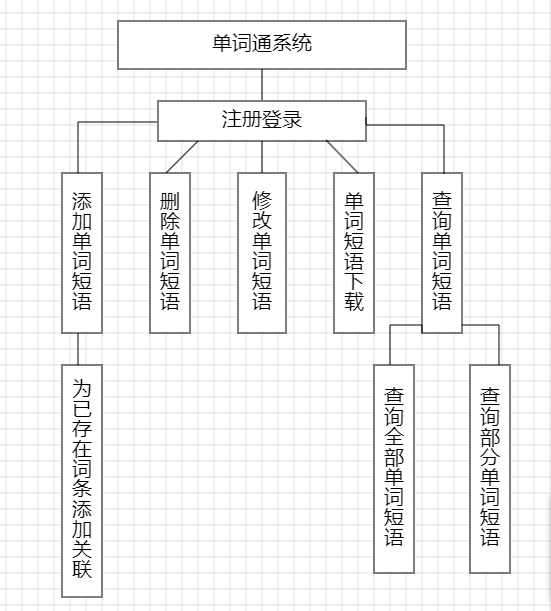 单词通系统
注册登录
添加单词短语
删除单词短语
修改单词短语
单词短语下载
查询单词短语
为已存在词条添加关联
查询全部单词短语
查询部分单词短语